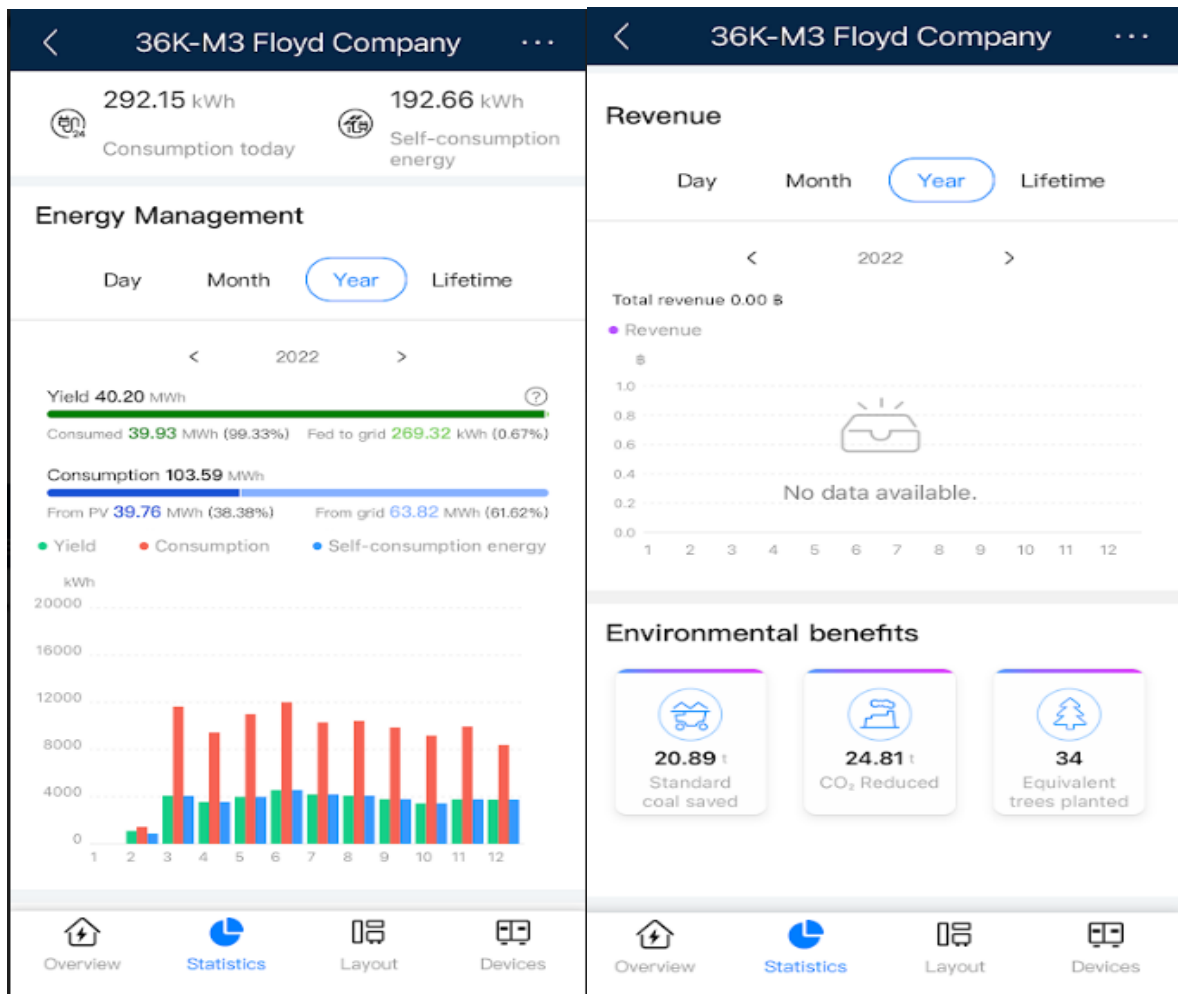 36K-M3 Floyd Company
292.15 kWh
Consumption today
192.66 kWh
Self-consumption
energy
Energy Management
Day Month Year Lifetime
< 2022 >
Yield 40.20 MWh
Consumed 39.93 MWh (99.33%) Fed to grid 269.32 kWh (0.67%)
Consumption 103.59 MWh
From PV 39.76 MWh (38.38%) From grid 63.82 MWh (61.62%)
Yield Consumption Self-consumption energy
kWh
20000
16000
12000
8000
4000
0
1 2 3 4 5 6 7 8 9 10 11 12
Overview Statistics Layout Devices
36K-M3 Floyd Company
Revenue
Day Month Year Lifetime
< 2022 >
Total revenue 0.00 ฿
Revenue
฿
1.0
0.8
0.6
0.4
0.2
0.0
No data available.
1 2 3 4 5 6 7 8 9 10 11 12
Environmental benefits
20.89 t
Standard
coal saved
24.81 t
CO₂ Reduced
34
Equivalent
trees planted
Overview Statistics Layout Devices